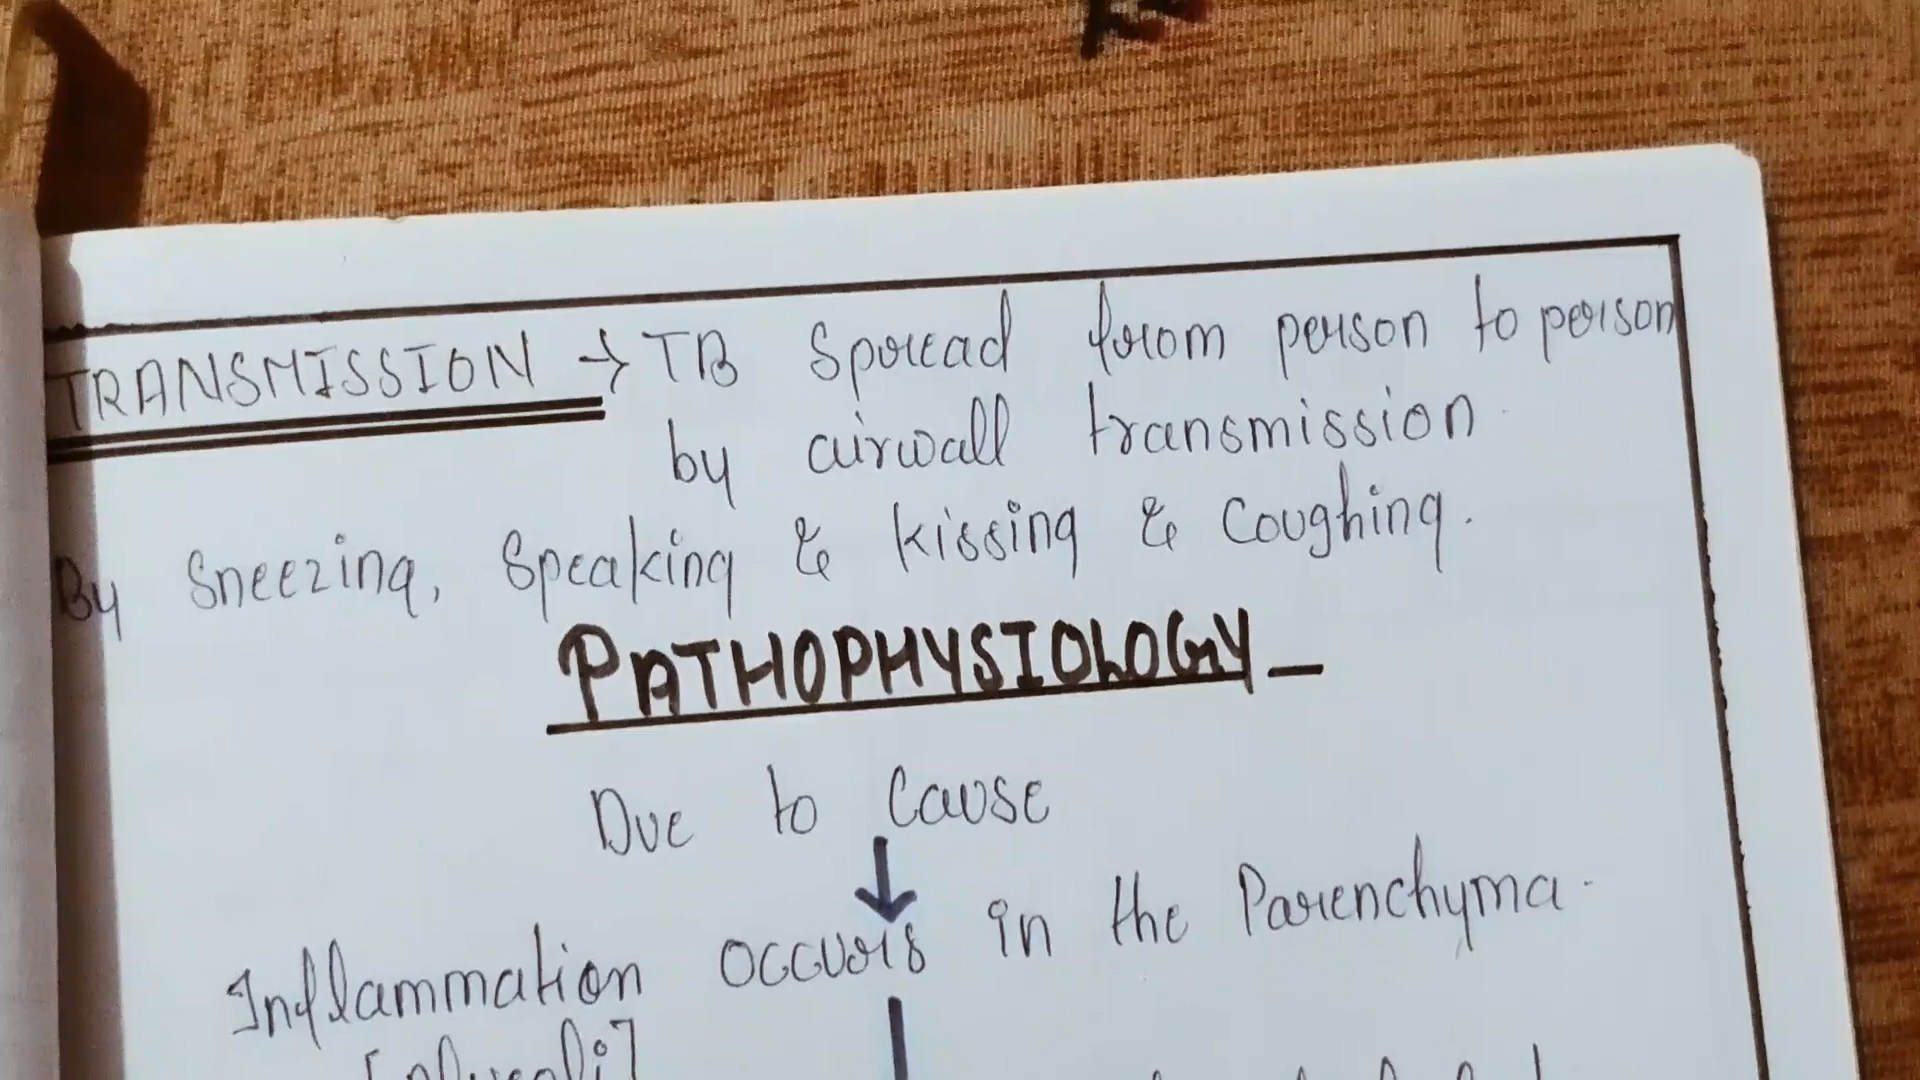 TRANSMISSION → TB Spread from person to person
by airwall transmission
By Sneezing, Speaking & kissing & Coughing.
PATHOPHYSIOLOGY –
Due to Cause
↓
Inflammation occurs in the Parenchyma.
[alveoli]